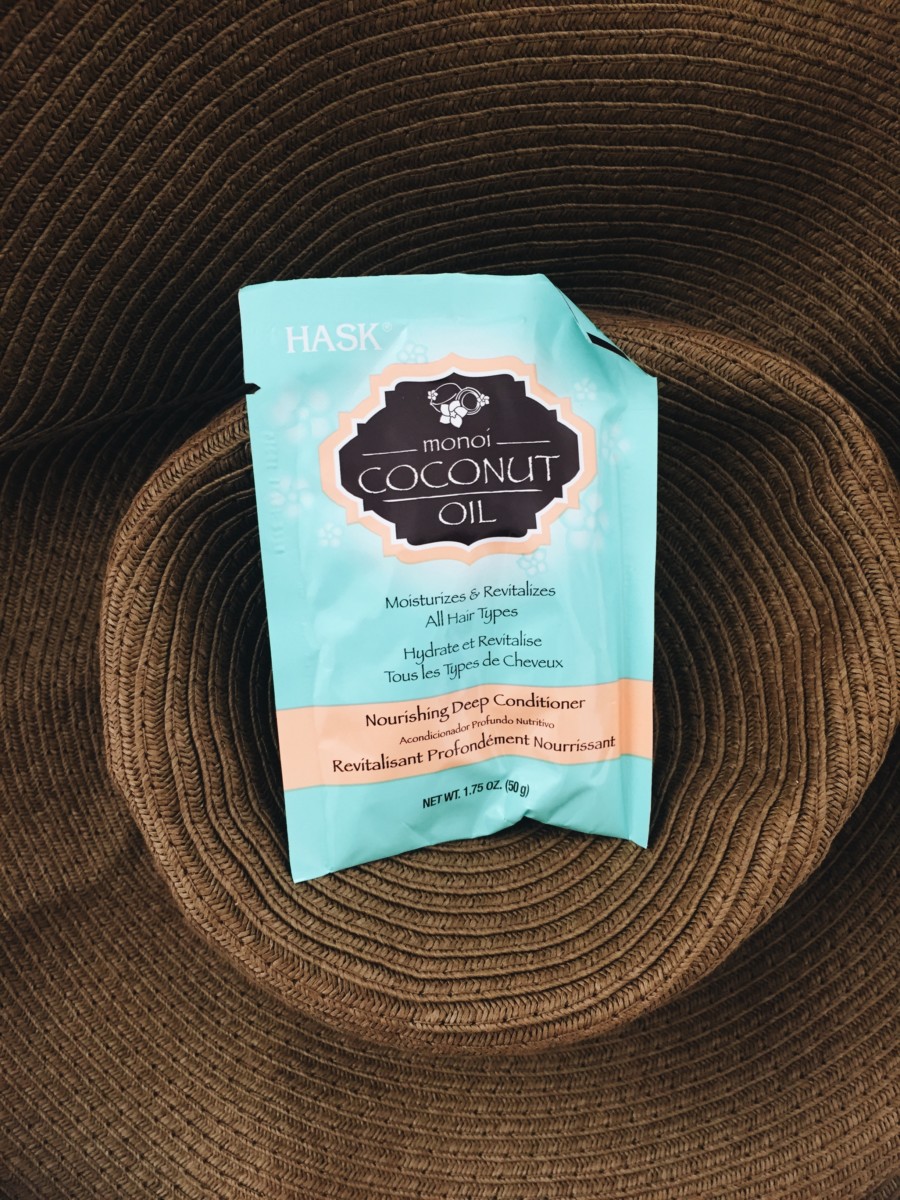 HASK®
monoi
COCONUT
OIL
Moisturizes & Revitalizes
All Hair Types
Hydrate et Revitalise
Tous les Types de Cheveux
Nourishing Deep Conditioner
Acondicionador Profundo Nutritivo
Revitalisant Profondément Nourrissant
NET WT. 1.75 OZ. (50 g)